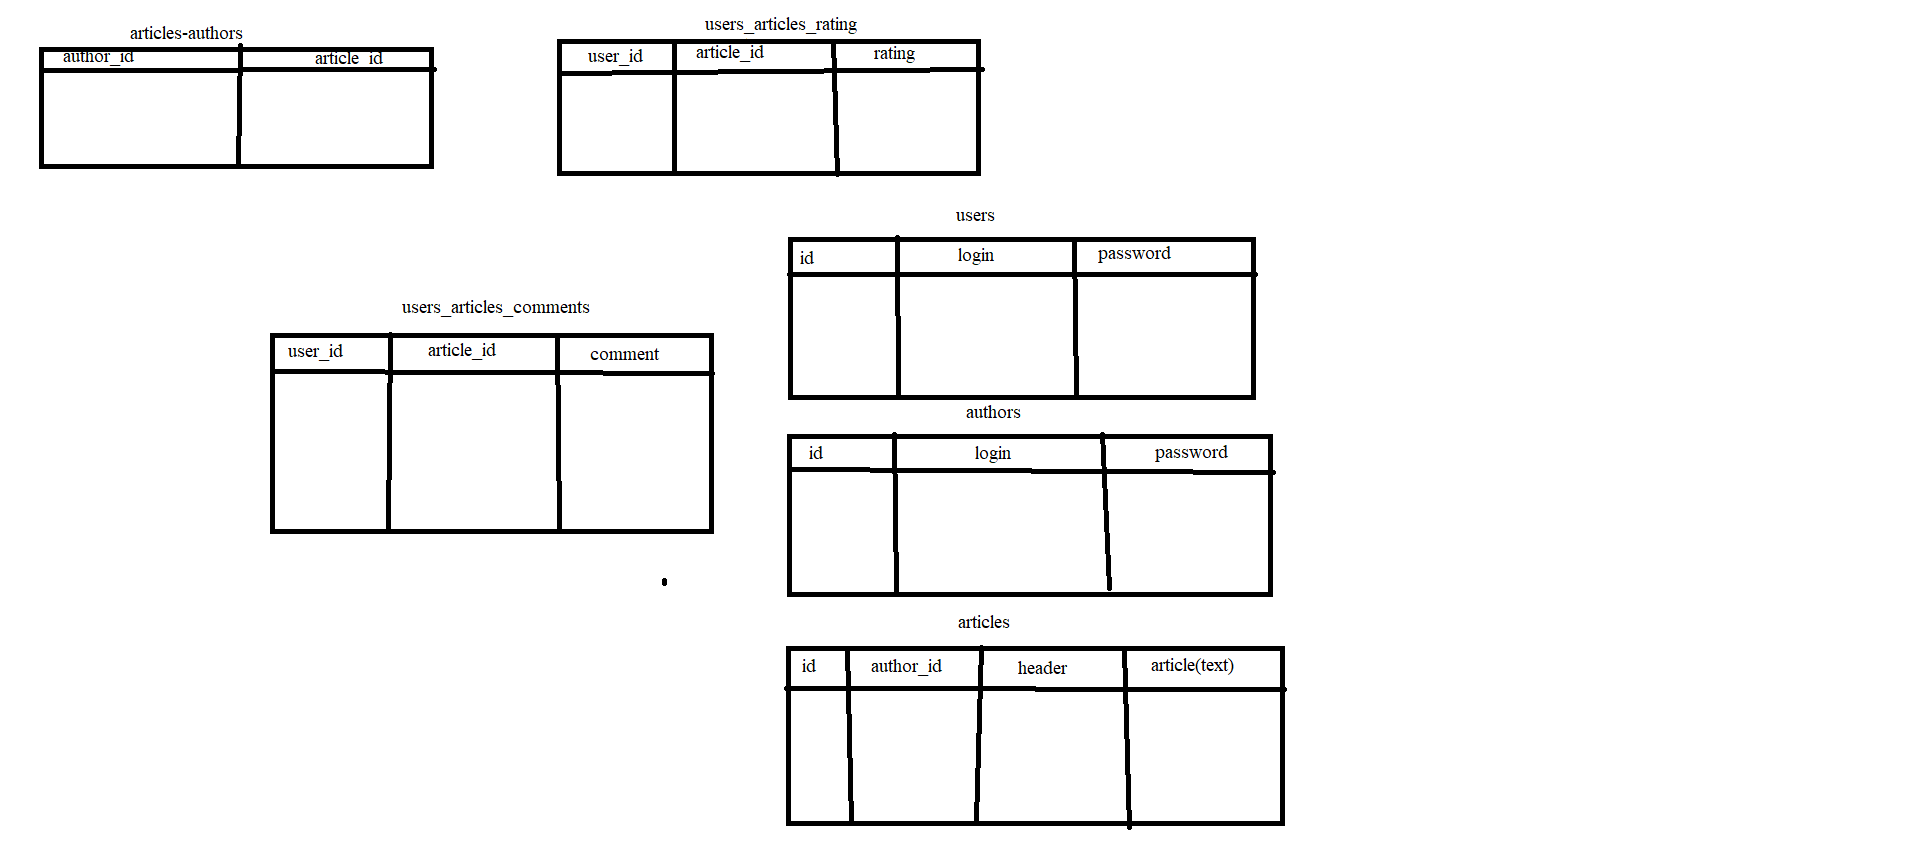 articles-authors
author_id article_id
users_articles_rating
user_id article_id rating
users
id login password
users_articles_comments
user_id article_id comment
authors
id login password
articles
id author_id header article(text)